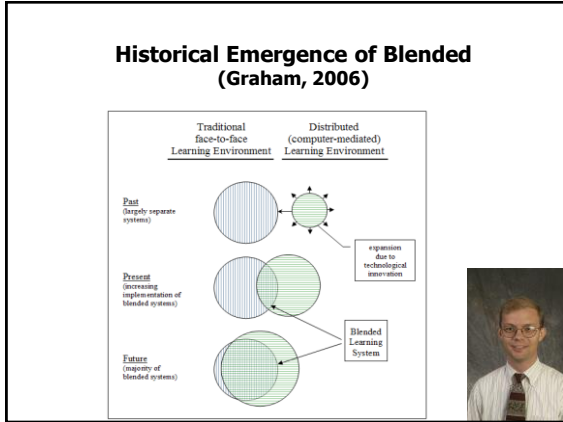 Historical Emergence of Blended
(Graham, 2006)
Traditional
face-to-face
Learning Environment
Distributed
(computer-mediated)
Learning Environment
Past
(largely separate
systems)
expansion
due to
technological
innovation
Present
(increasing
implementation of
blended systems)
Blended
Learning
System
Future
(majority of
blended systems)